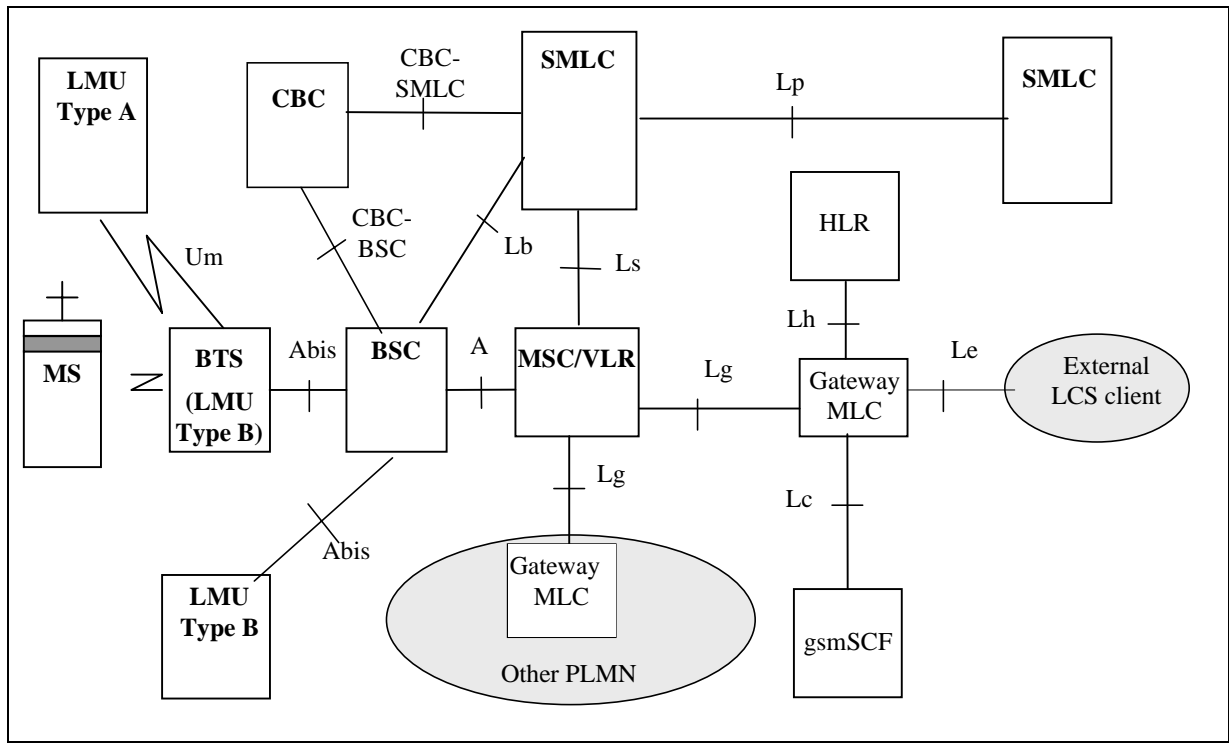 LMU
Type A
CBC
CBC-
SMLC
SMLC
Lp
SMLC
Um
CBC-
BSC
Lb
Ls
HLR
Lh
MS
BTS
(LMU
Type B)
Abis
BSC
A
MSC/VLR
Lg
Gateway
MLC
Le
External
LCS client
Lg
Lc
Abis
LMU
Type B
Gateway
MLC
Other PLMN
gsmSCF